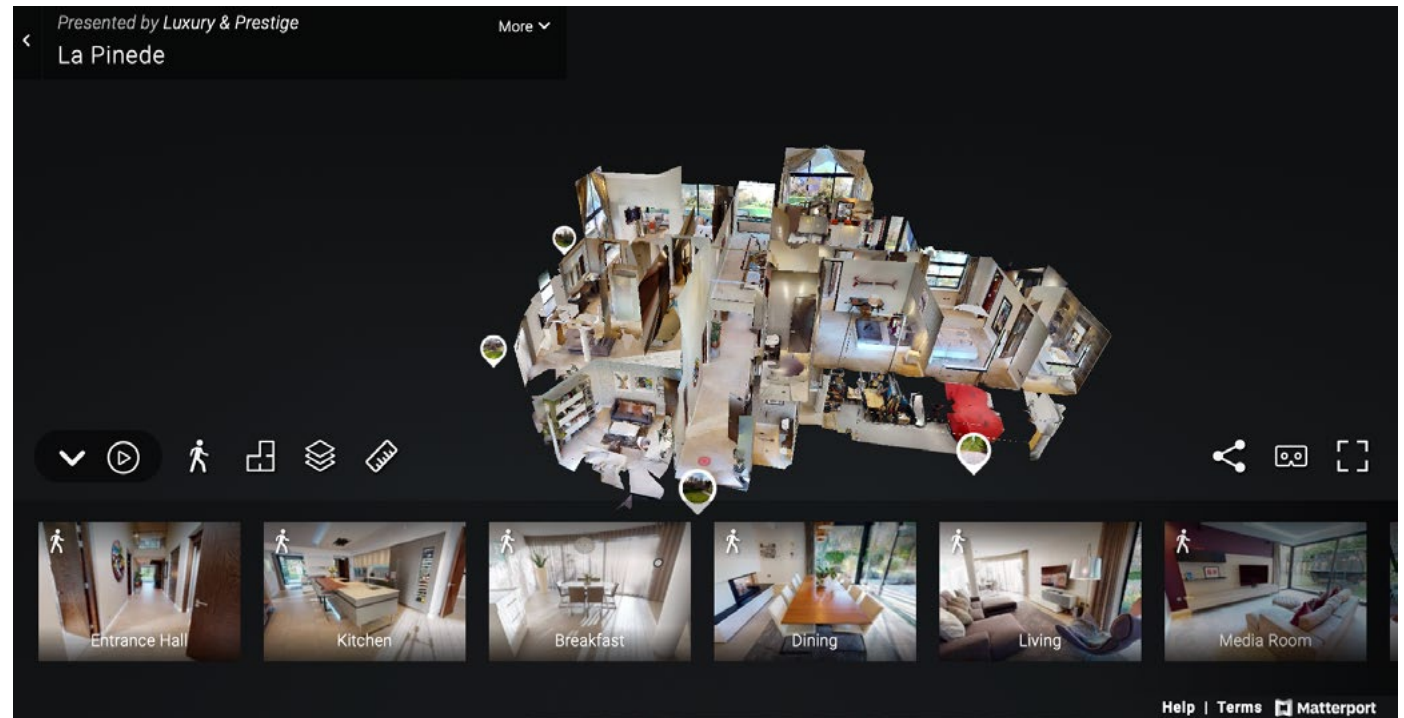 Presented by Luxury & Prestige
More
La Pinede
Entrance Hall
Kitchen
Breakfast
Dining
Living
Media Room
Help | Terms Matterport